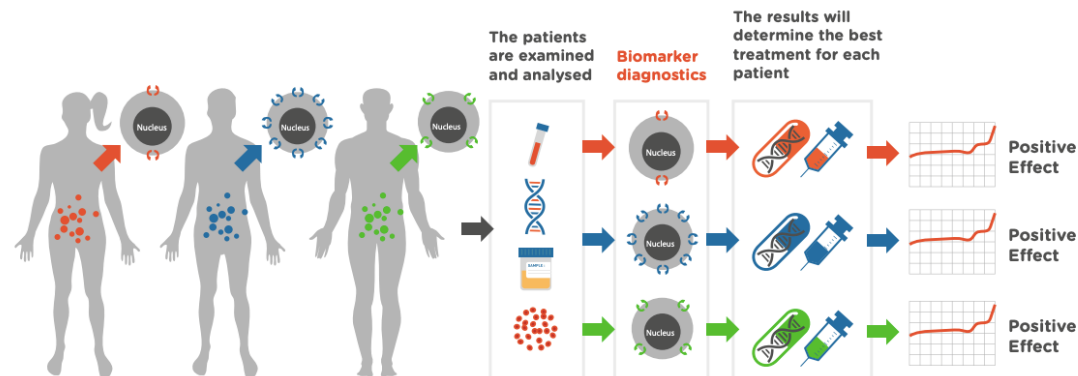 Nucleus
Nucleus
Nucleus
The patients
are examined
and analysed
Biomarker
diagnostics
The results will
determine the best
treatment for each
patient
SAMPLE
Nucleus
Nucleus
Nucleus
Positive
Effect
Positive
Effect
Positive
Effect